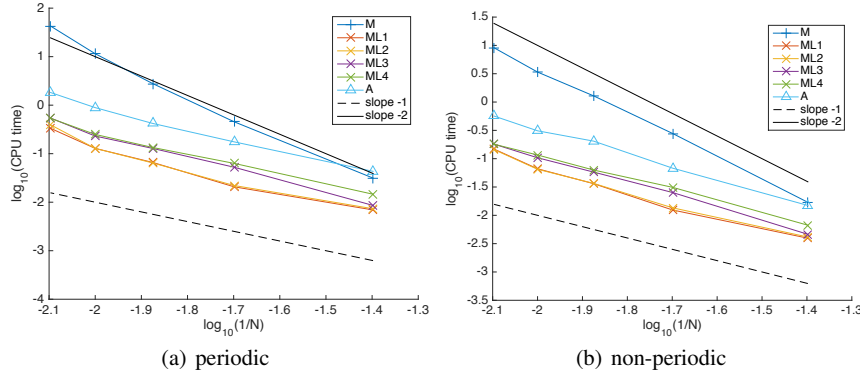 2
1
0
-1
-2
-3
-4
log10(CPU time)
-2.1
-2
-1.9
-1.8
-1.7
-1.6
-1.5
-1.4
-1.3
log10(1/N)
M
ML1
ML2
ML3
ML4
A
slope -1
slope -2
(a) periodic
1.5
1
0.5
0
-0.5
-1
-1.5
-2
-2.5
-3
-3.5
log10(CPU time)
-2.1
-2
-1.9
-1.8
-1.7
-1.6
-1.5
-1.4
-1.3
log10(1/N)
M
ML1
ML2
ML3
ML4
A
slope -1
slope -2
(b) non-periodic